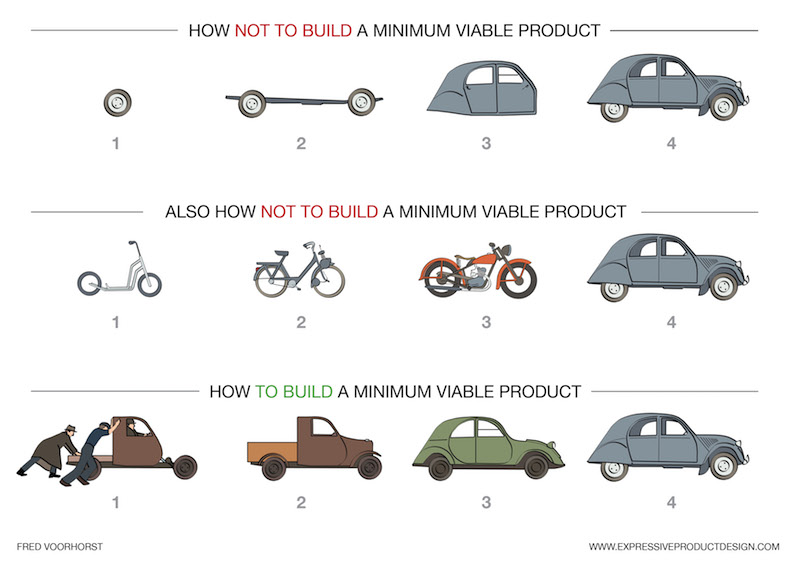 HOW NOT TO BUILD A MINIMUM VIABLE PRODUCT
1 2 3 4
ALSO HOW NOT TO BUILD A MINIMUM VIABLE PRODUCT
1 2 3 4
HOW TO BUILD A MINIMUM VIABLE PRODUCT
1 2 3 4
FRED VOORHORST
WWW.EXPRESSIVEPRODUCTDESIGN.COM